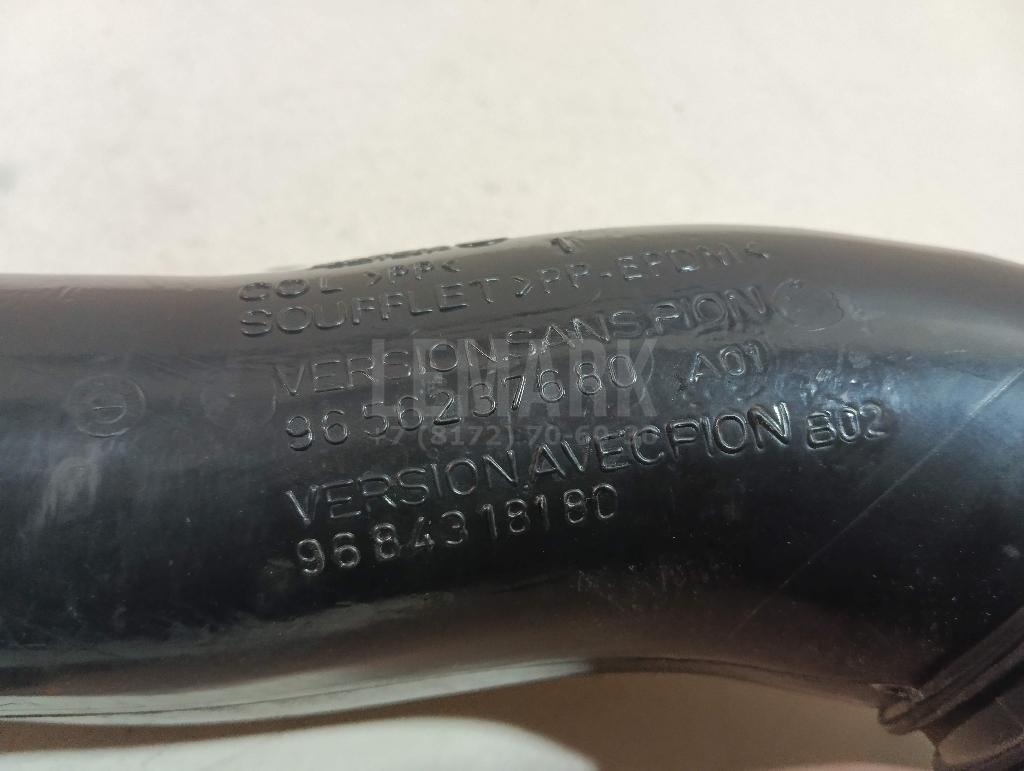 COL >PP<
SOUFFLET >PP-EPDM<
VERSION SANS PION
9656237680 A01
VERSION AVEC PION B02
9684318180
LEMARK